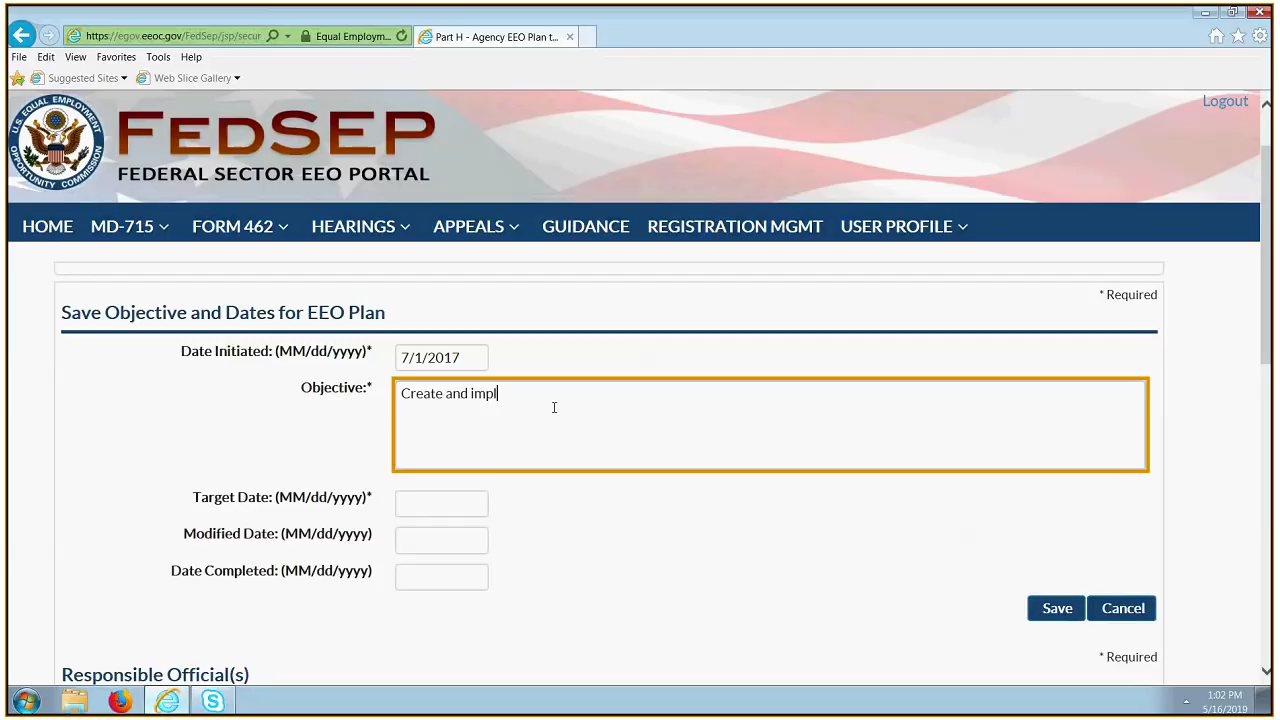 https://egov.eeoc.gov/FedSep/jsp/secur
Equal Employm...
Part H - Agency EEO Plan t...
File Edit View Favorites Tools Help
Suggested Sites Web Slice Gallery
Logout
U.S. EQUAL EMPLOYMENT OPPORTUNITY COMMISSION
FEDSEP
FEDERAL SECTOR EEO PORTAL
HOME MD-715 FORM 462 HEARINGS APPEALS GUIDANCE REGISTRATION MGMT USER PROFILE
* Required
Save Objective and Dates for EEO Plan
Date Initiated: (MM/dd/yyyy)* 7/1/2017
Objective:* Create and impl
Target Date: (MM/dd/yyyy)*
Modified Date: (MM/dd/yyyy)
Date Completed: (MM/dd/yyyy)
Save Cancel
* Required
Responsible Official(s)
1:02 PM
5/16/2019